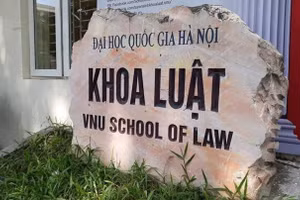 ĐẠI HỌC QUỐC GIA HÀ NỘI
KHOA LUẬT
VNU SCHOOL OF LAW